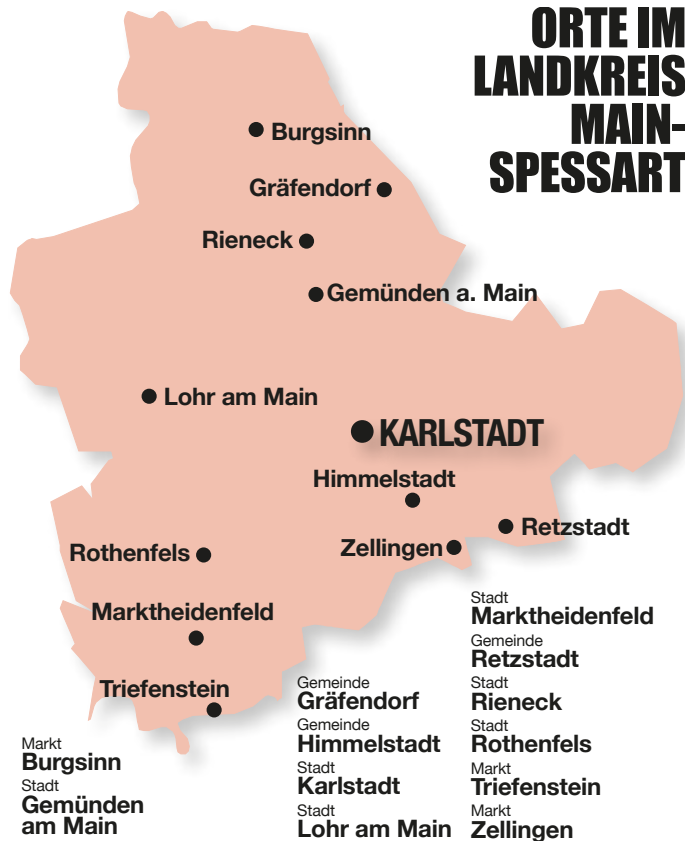 ORTE IM
LANDKREIS
MAIN-
SPESSART
Burgsinn
Gräfendorf
Rieneck
Gemünden a. Main
Lohr am Main
KARLSTADT
Himmelstadt
Retzstadt
Zellingen
Rothenfels
Marktheidenfeld
Triefenstein
Markt
Burgsinn
Stadt
Gemünden
am Main
Gemeinde
Gräfendorf
Gemeinde
Himmelstadt
Stadt
Karlstadt
Stadt
Lohr am Main
Stadt
Marktheidenfeld
Gemeinde
Retzstadt
Stadt
Rieneck
Stadt
Rothenfels
Markt
Triefenstein
Markt
Zellingen